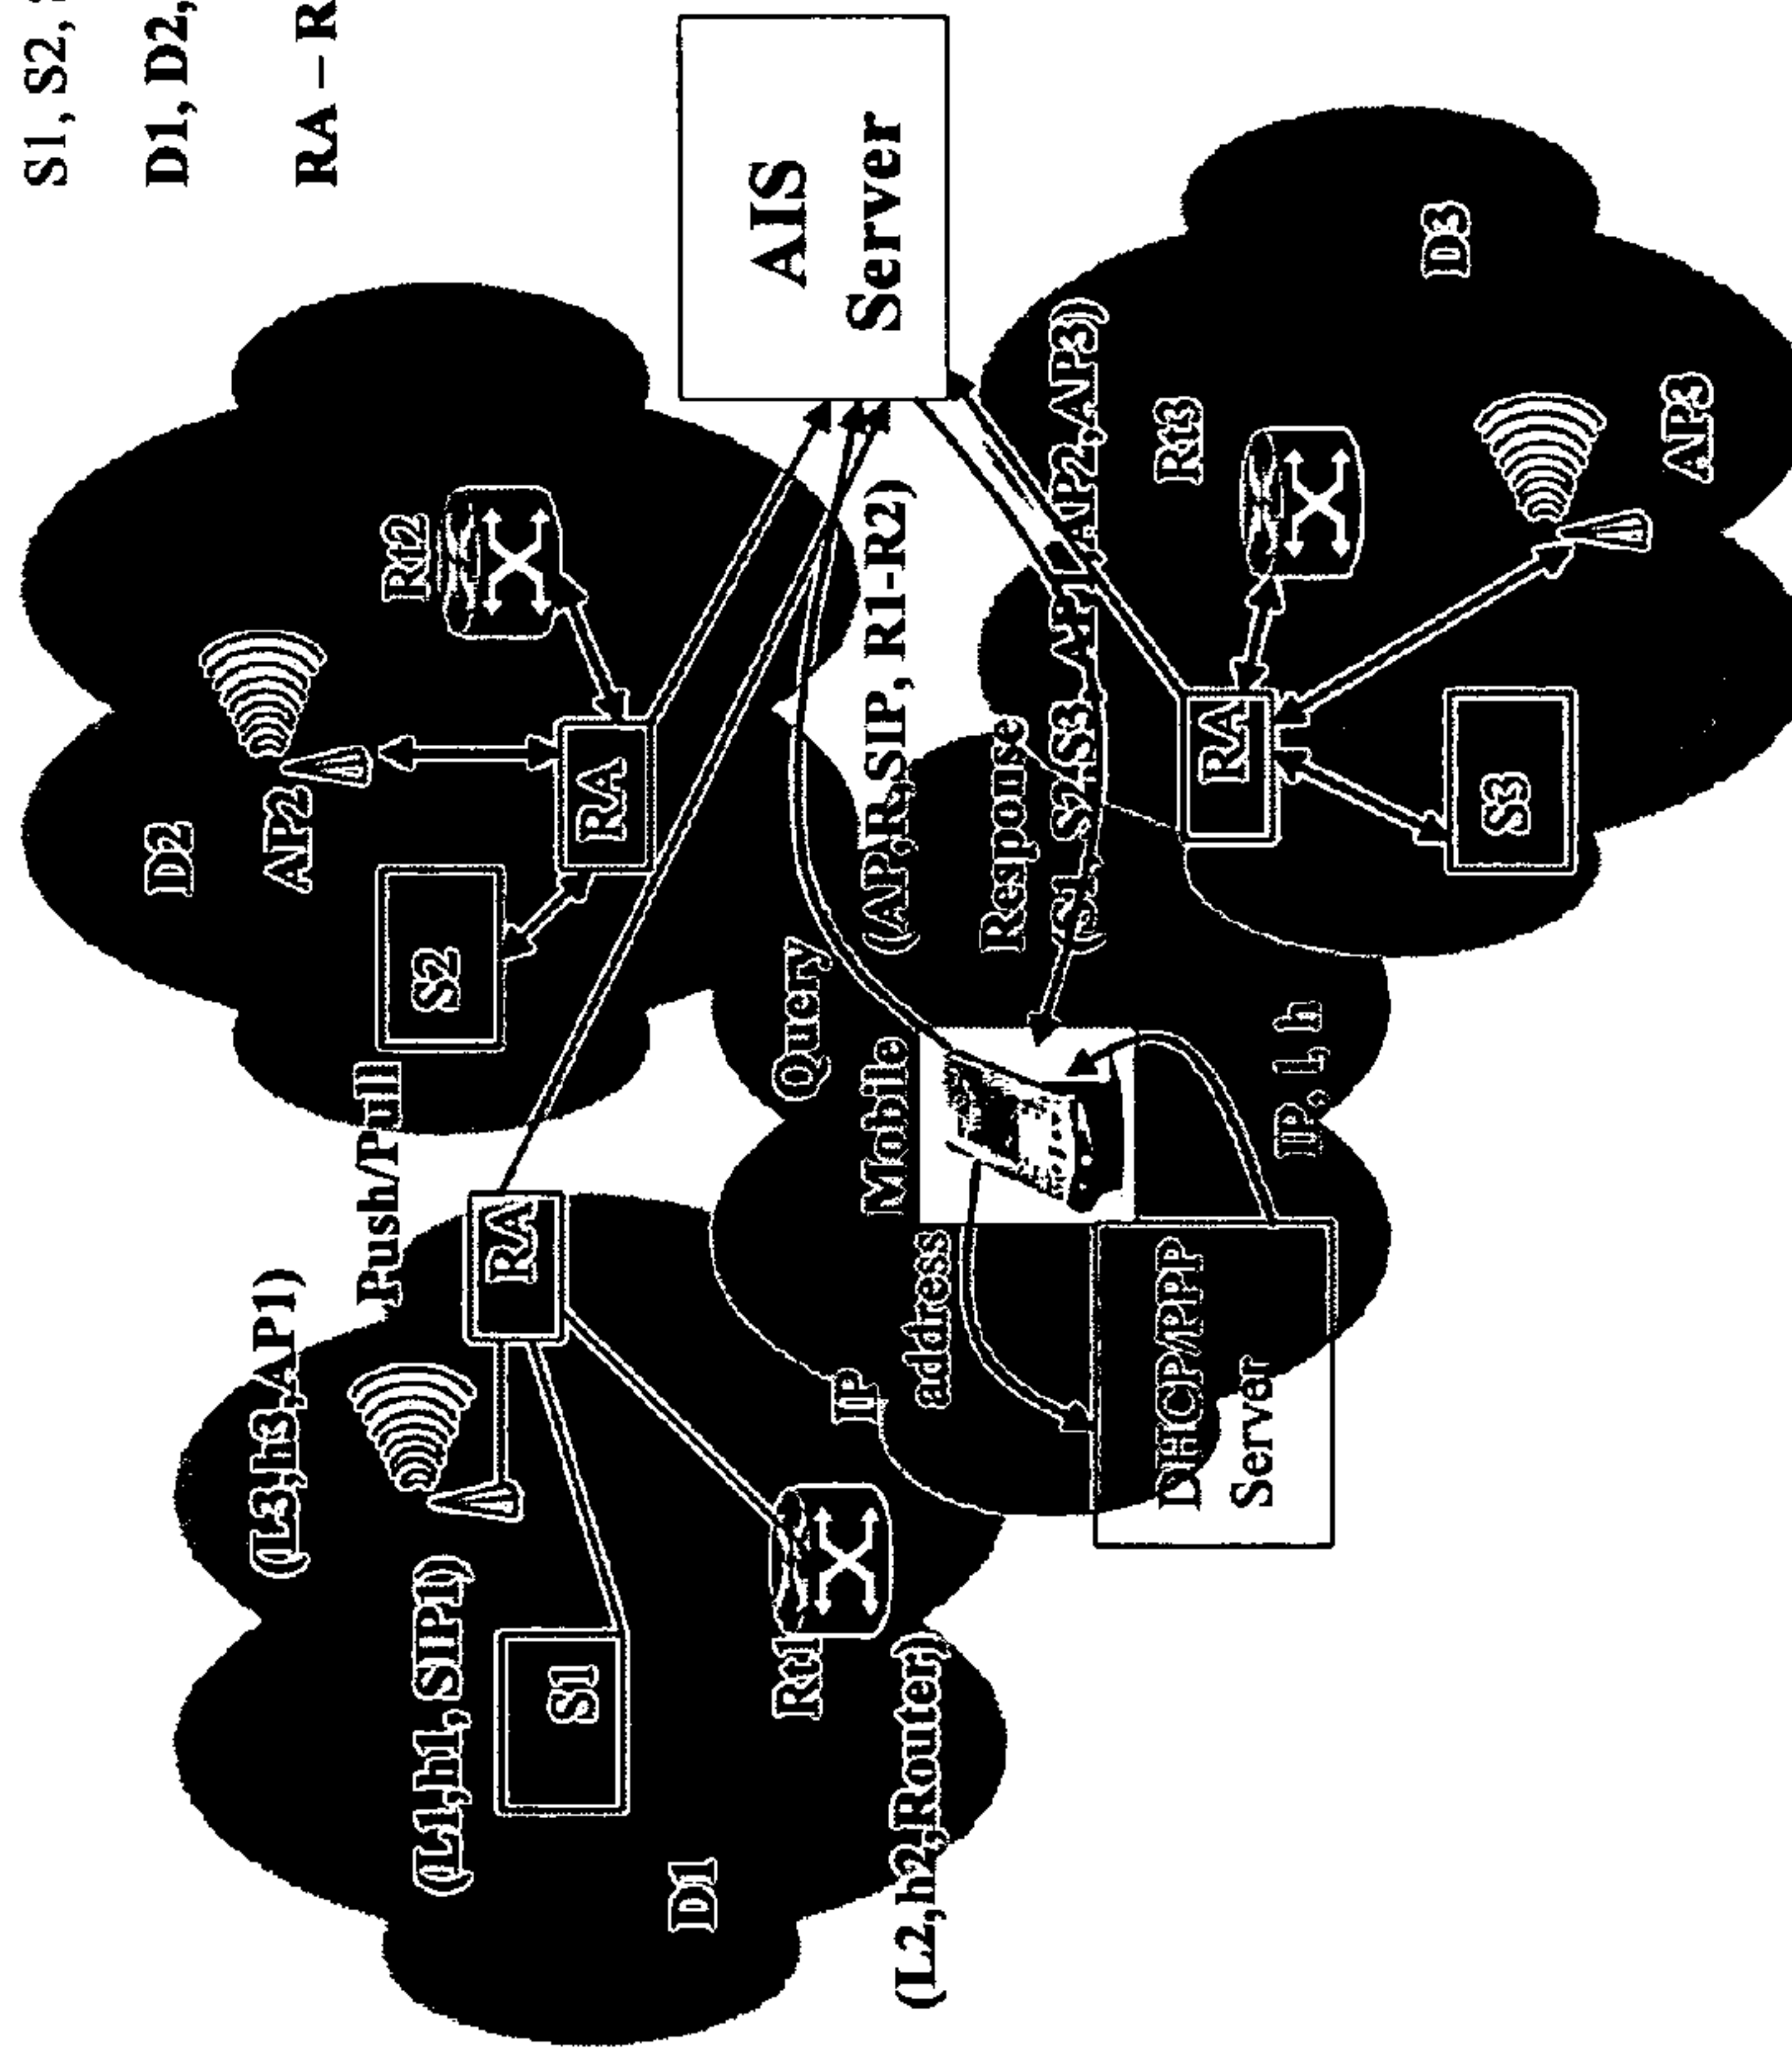 S1, S2,
D1, D2,
RA – R
D2
AP2
Rt2
S2
RA
(L3,h3,AP1)
Push/Pull
(L1,h1, SIP1)
RA
S1
D1
Rt1
(L2,h2,Router)
AIS
Server
Query
(AP,R,SIP, R1-R2)
Mobile
IP
address
Response
DHCP/PPP
Server
RA
Rt3
D3
S3
AP3